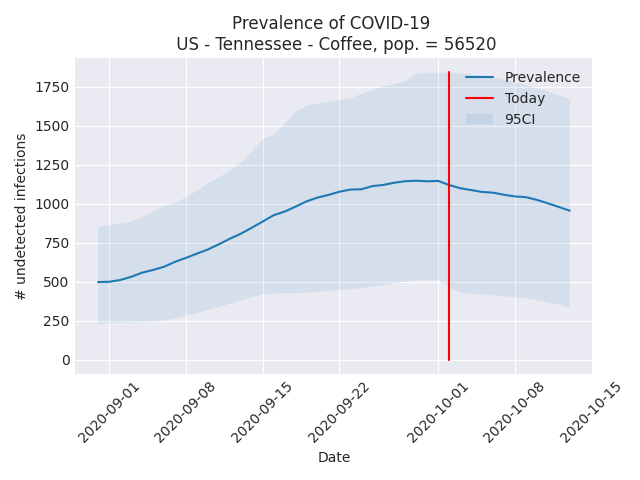 Prevalence of COVID-19
US - Tennessee - Coffee, pop. = 56520
Prevalence
Today
95CI
# undetected infections
1750
1500
1250
1000
750
500
250
0
2020-09-01
2020-09-08
2020-09-15
2020-09-22
2020-10-01
2020-10-08
2020-10-15
Date